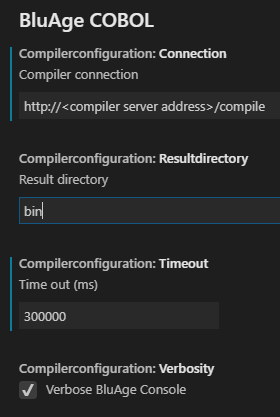 BluAge COBOL
Compilerconfiguration: Connection
Compiler connection
http://<compiler server address>/compile
Compilerconfiguration: Resultdirectory
Result directory
bin
Compilerconfiguration: Timeout
Time out (ms)
300000
Compilerconfiguration: Verbosity
Verbose BluAge Console